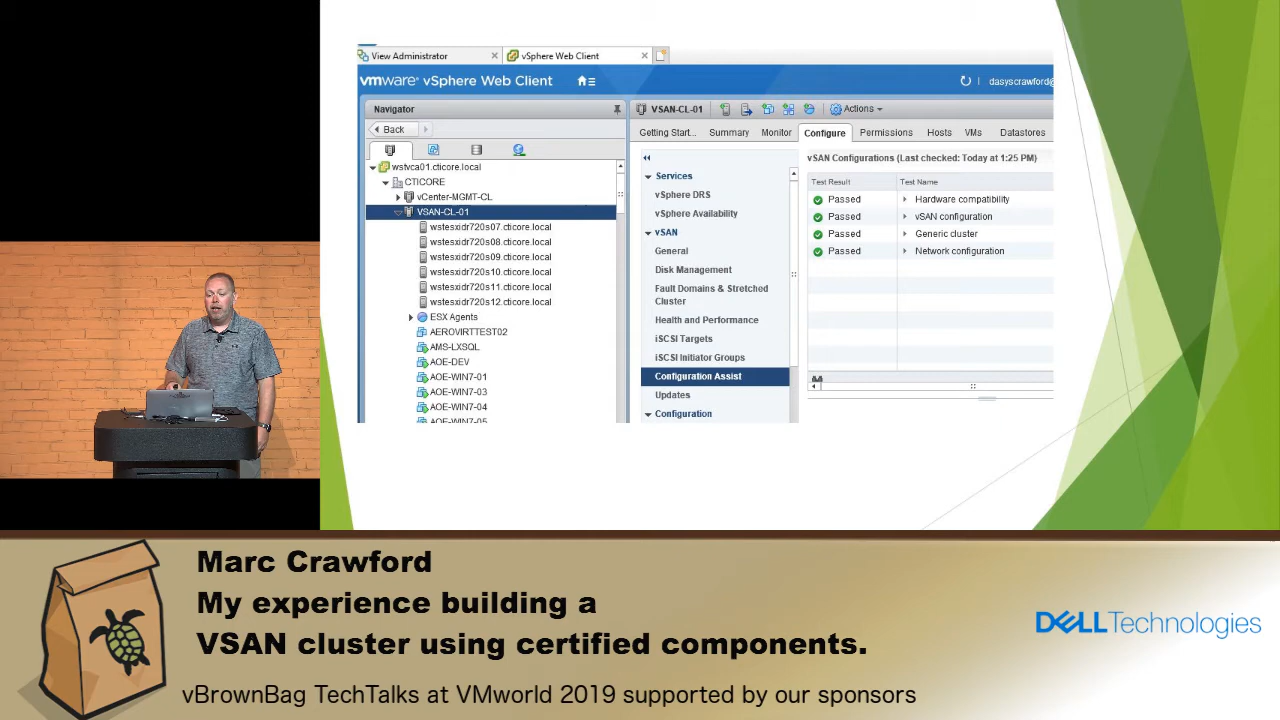 View Administrator
vSphere Web Client
vmware® vSphere Web Client
dasyscrawford@
Navigator
Back
wstvca01.cticore.local
CTICORE
vCenter-MGMT-CL
VSAN-CL-01
wstesxidr720s07.cticore.local
wstesxidr720s08.cticore.local
wstesxidr720s09.cticore.local
wstesxidr720s10.cticore.local
wstesxidr720s11.cticore.local
wstesxidr720s12.cticore.local
ESX Agents
AEROVIRTTEST02
AMS-LXSQL
AOE-DEV
AOE-WIN7-01
AOE-WIN7-03
AOE-WIN7-04
AOE-WIN7-05
VSAN-CL-01
Actions
Getting Start... Summary Monitor Configure Permissions Hosts VMs Datastores
Services
vSphere DRS
vSphere Availability
vSAN
General
Disk Management
Fault Domains & Stretched
Cluster
Health and Performance
iSCSI Targets
iSCSI Initiator Groups
Configuration Assist
Updates
Configuration
vSAN Configurations (Last checked: Today at 1:25 PM)
Test Result Test Name
Passed Hardware compatibility
Passed vSAN configuration
Passed Generic cluster
Passed Network configuration
Marc Crawford
My experience building a
VSAN cluster using certified components.
DELL Technologies
vBrownBag TechTalks at VMworld 2019 supported by our sponsors